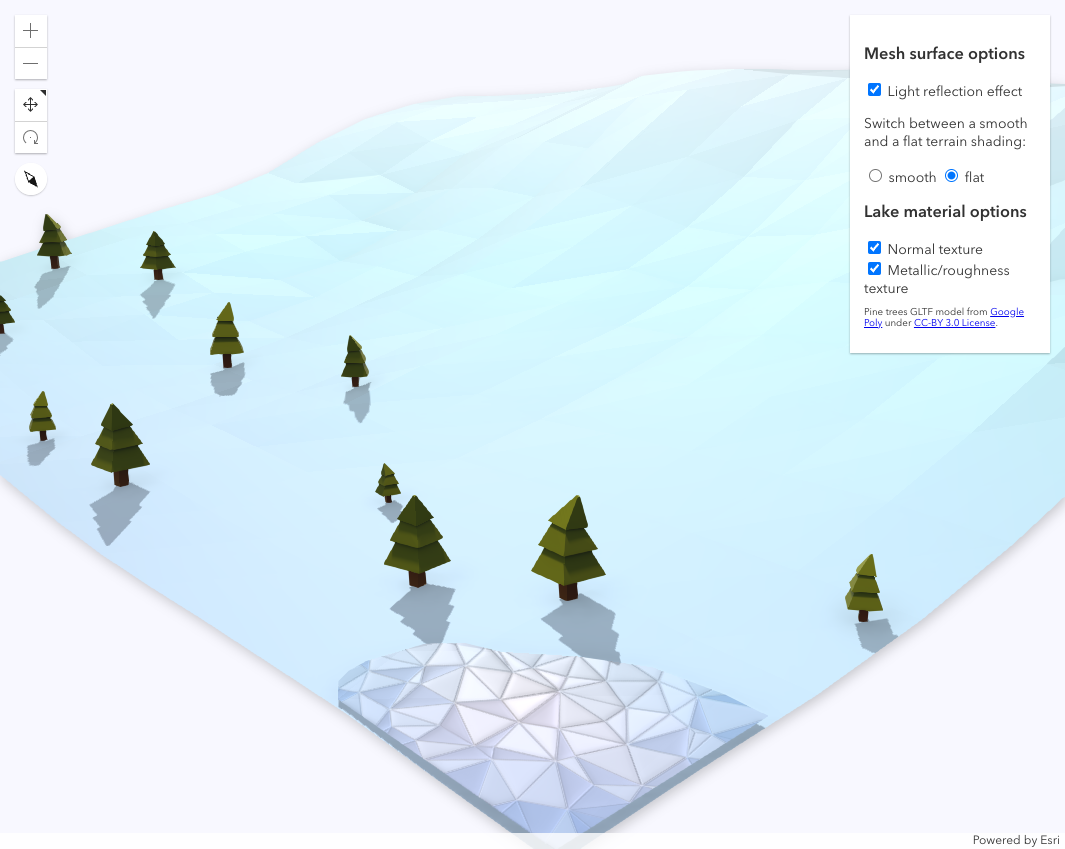 Mesh surface options
Light reflection effect
Switch between a smooth
and a flat terrain shading:
smooth flat
Lake material options
Normal texture
Metallic/roughness
texture
Pine trees GLTF model from Google
Poly under CC-BY 3.0 License.
Powered by Esri